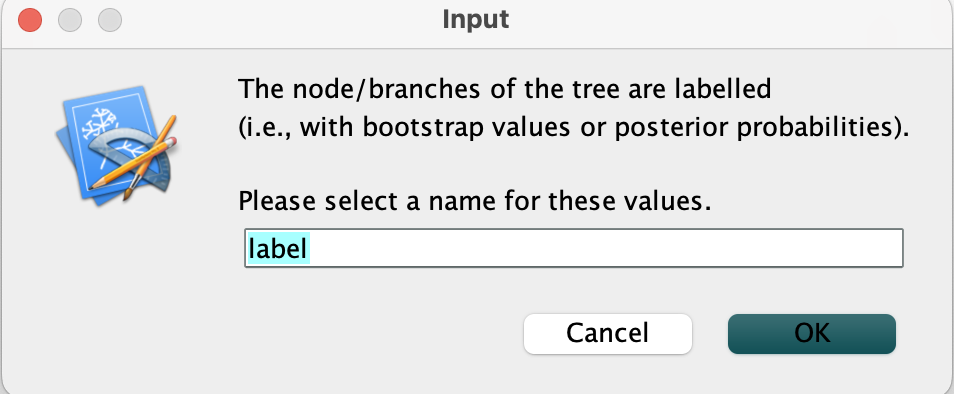 Input
The node/branches of the tree are labelled
(i.e., with bootstrap values or posterior probabilities).
Please select a name for these values.
label
Cancel
OK